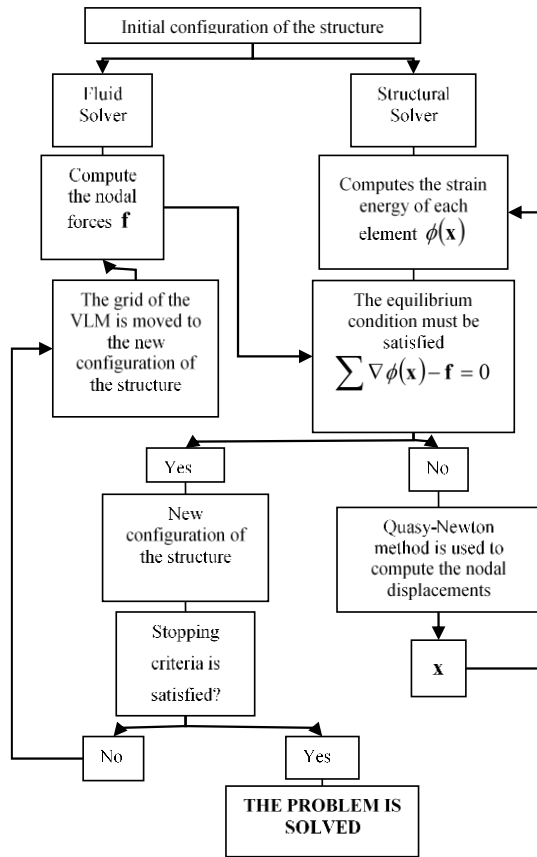 Initial configuration of the structure
Fluid
Solver
Structural
Solver
Compute
the nodal
forces f
Computes the strain
energy of each
element ϕ(x)
The grid of the
VLM is moved to
the new
configuration of
the structure
The equilibrium
condition must be
satisfied
∑ ∇ϕ(x) − f = 0
Yes
No
New
configuration of
the structure
Quasy-Newton
method is used to
compute the nodal
displacements
Stopping
criteria is
satisfied?
x
No
Yes
THE PROBLEM IS
SOLVED